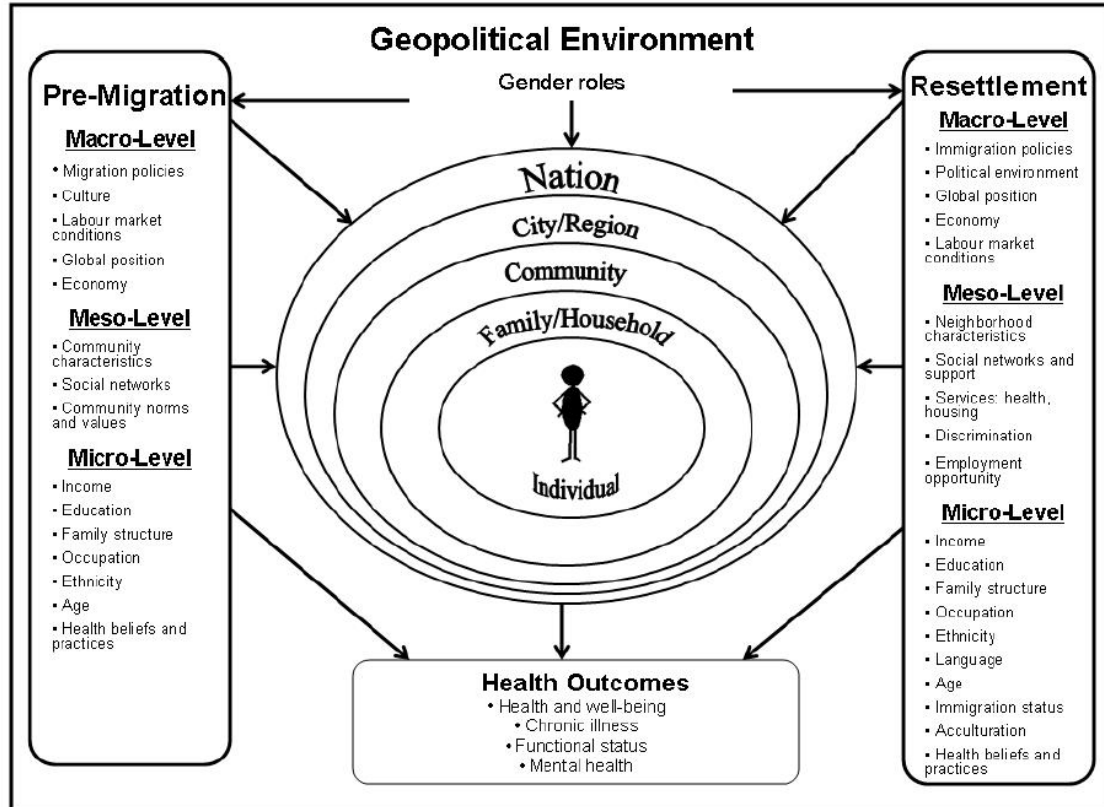 Geopolitical Environment
Gender roles
Pre-Migration
Macro-Level
▪ Migration policies
▪ Culture
▪ Labour market
conditions
▪ Global position
▪ Economy
Meso-Level
▪ Community
characteristics
▪ Social networks
▪ Community norms
and values
Micro-Level
▪ Income
▪ Education
▪ Family structure
▪ Occupation
▪ Ethnicity
▪ Age
▪ Health beliefs and
practices
Nation
City/Region
Community
Family/Household
Individual
Resettlement
Macro-Level
▪ Immigration policies
▪ Political environment
▪ Global position
▪ Economy
▪ Labour market
conditions
Meso-Level
▪ Neighborhood
characteristics
▪ Social networks and
support
▪ Services: health,
housing
▪ Discrimination
▪ Employment
opportunity
Micro-Level
▪ Income
▪ Education
▪ Family structure
▪ Occupation
▪ Ethnicity
▪ Language
▪ Age
▪ Immigration status
▪ Acculturation
▪ Health beliefs and
practices
Health Outcomes
• Health and well-being
• Chronic illness
• Functional status
• Mental health